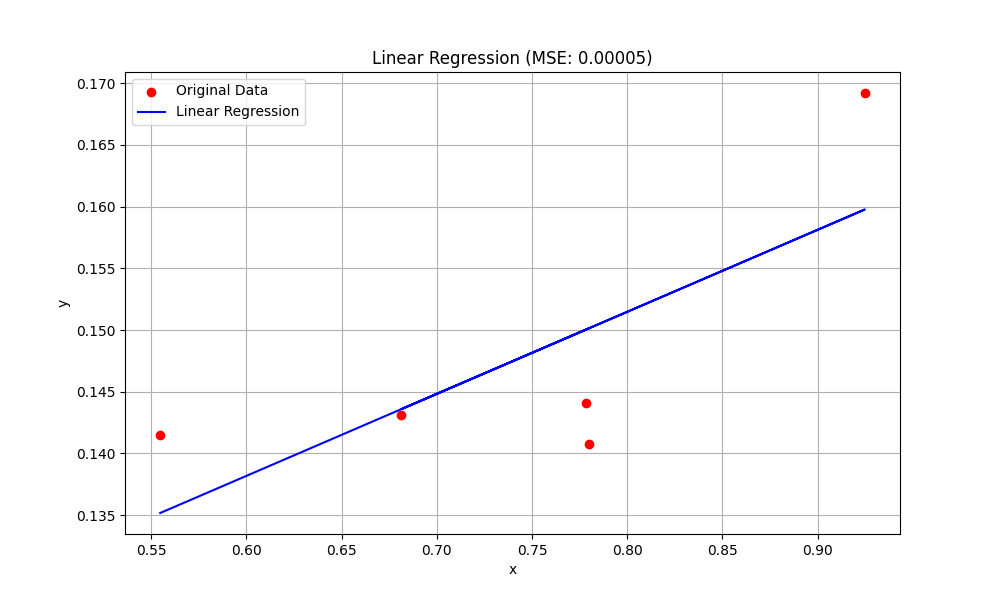 Linear Regression (MSE: 0.00005)
Original Data
Linear Regression
0.170
0.165
0.160
0.155
0.150
0.145
0.140
0.135
y
0.55 0.60 0.65 0.70 0.75 0.80 0.85 0.90
x